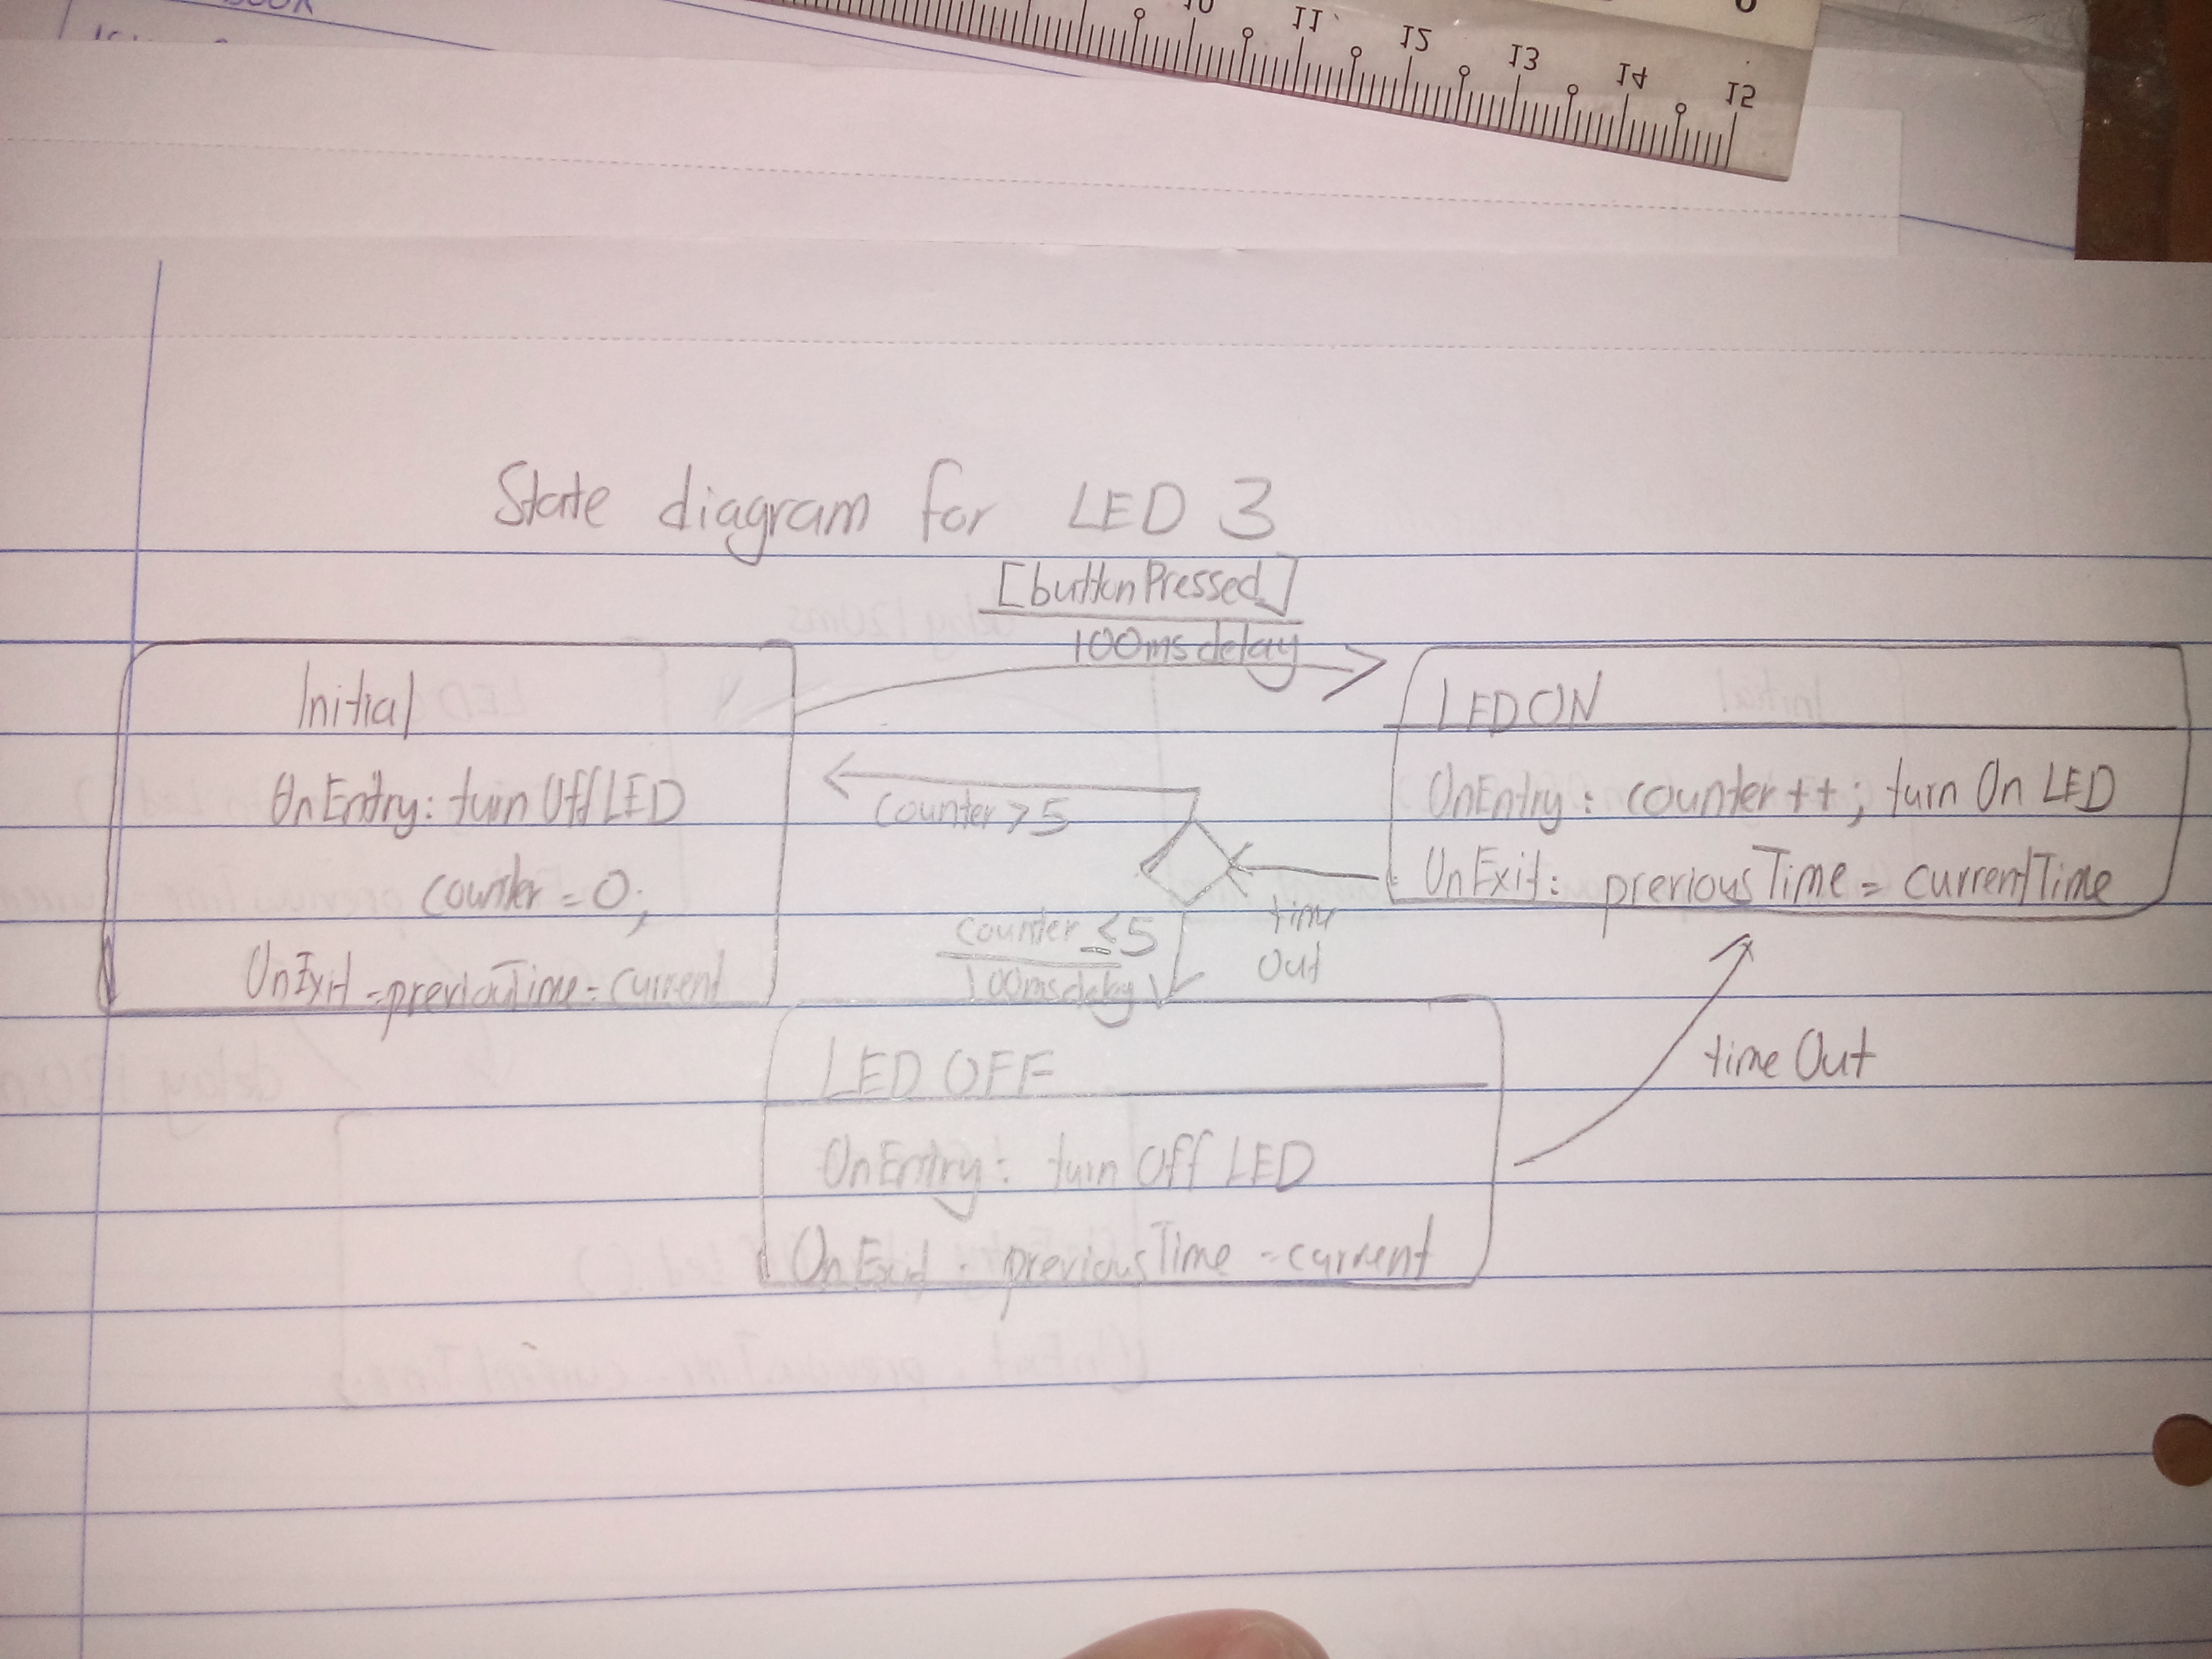 10 11 12 13 14 15
State diagram for LED 3
[buttonPressed]
100ms delay
Initial
OnEntry: turn Off LED
counter = 0;
OnExit - previouTime = current
LED ON
OnEntry: counter ++; turn On LED
OnExit: previousTime = currentTime
counter > 5
counter ≤ 5
100ms delay
time
Out
LED OFF
OnEntry: turn Off LED
OnExit: previousTime = current
time Out